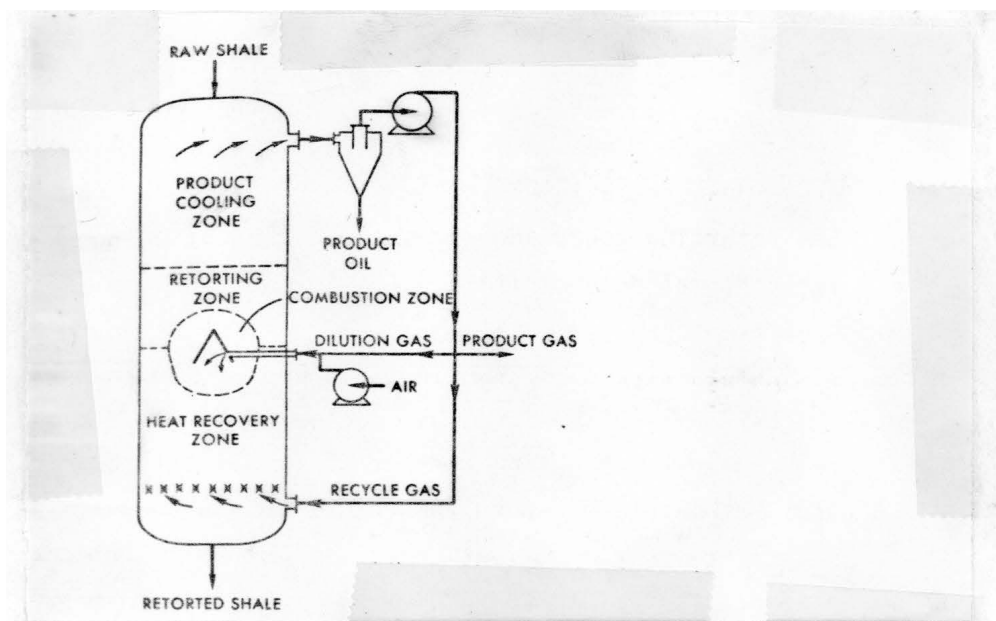 RAW SHALE
PRODUCT
COOLING
ZONE
PRODUCT
OIL
RETORTING
ZONE
COMBUSTION ZONE
DILUTION GAS
PRODUCT GAS
AIR
HEAT RECOVERY
ZONE
RECYCLE GAS
RETORTED SHALE